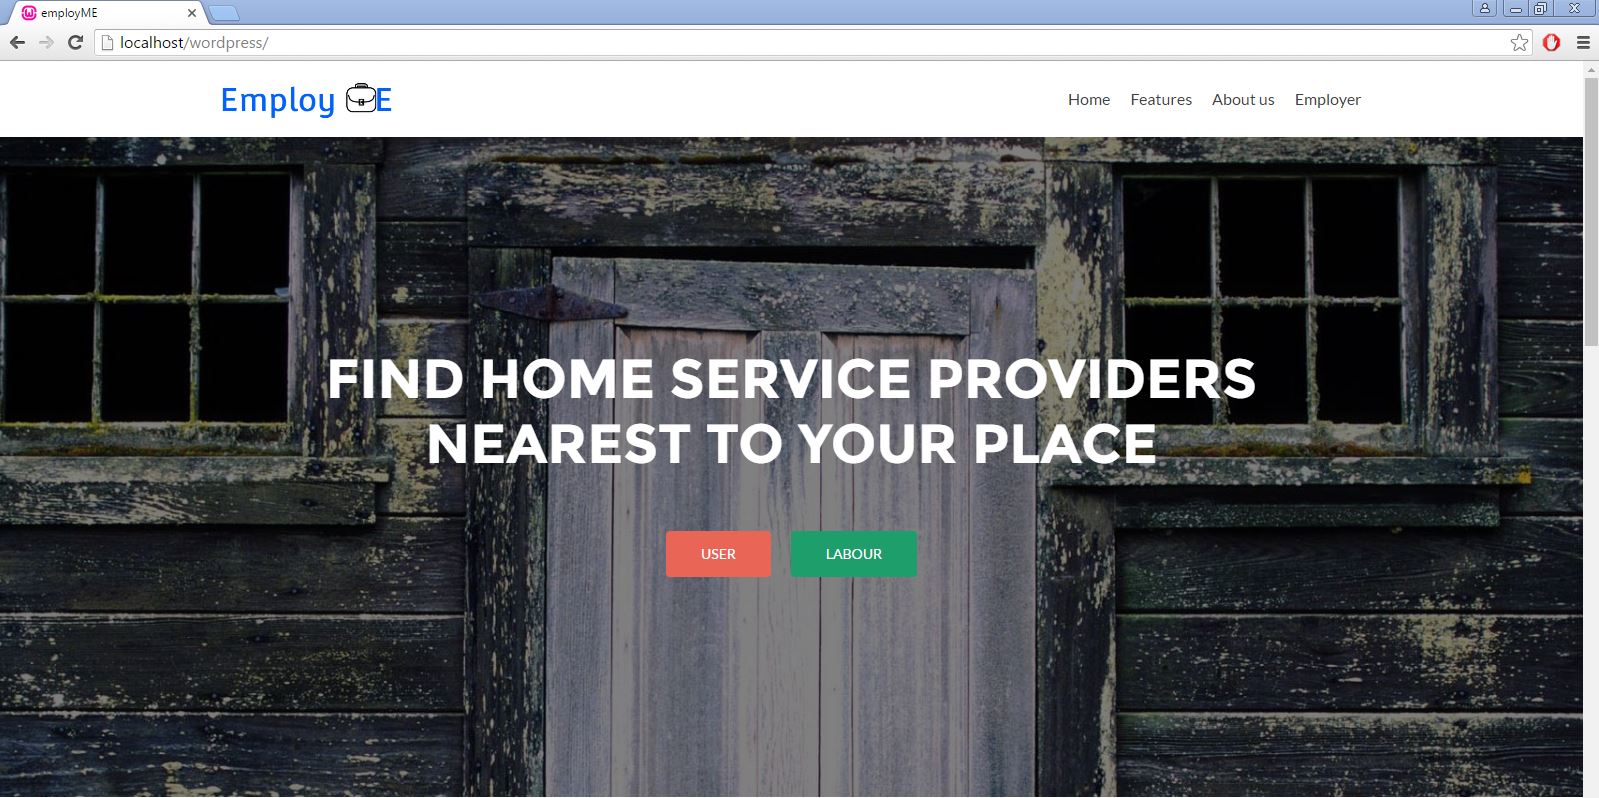 employME
localhost/wordpress/
Employ E
Home Features About us Employer
FIND HOME SERVICE PROVIDERS
NEAREST TO YOUR PLACE
USER LABOUR